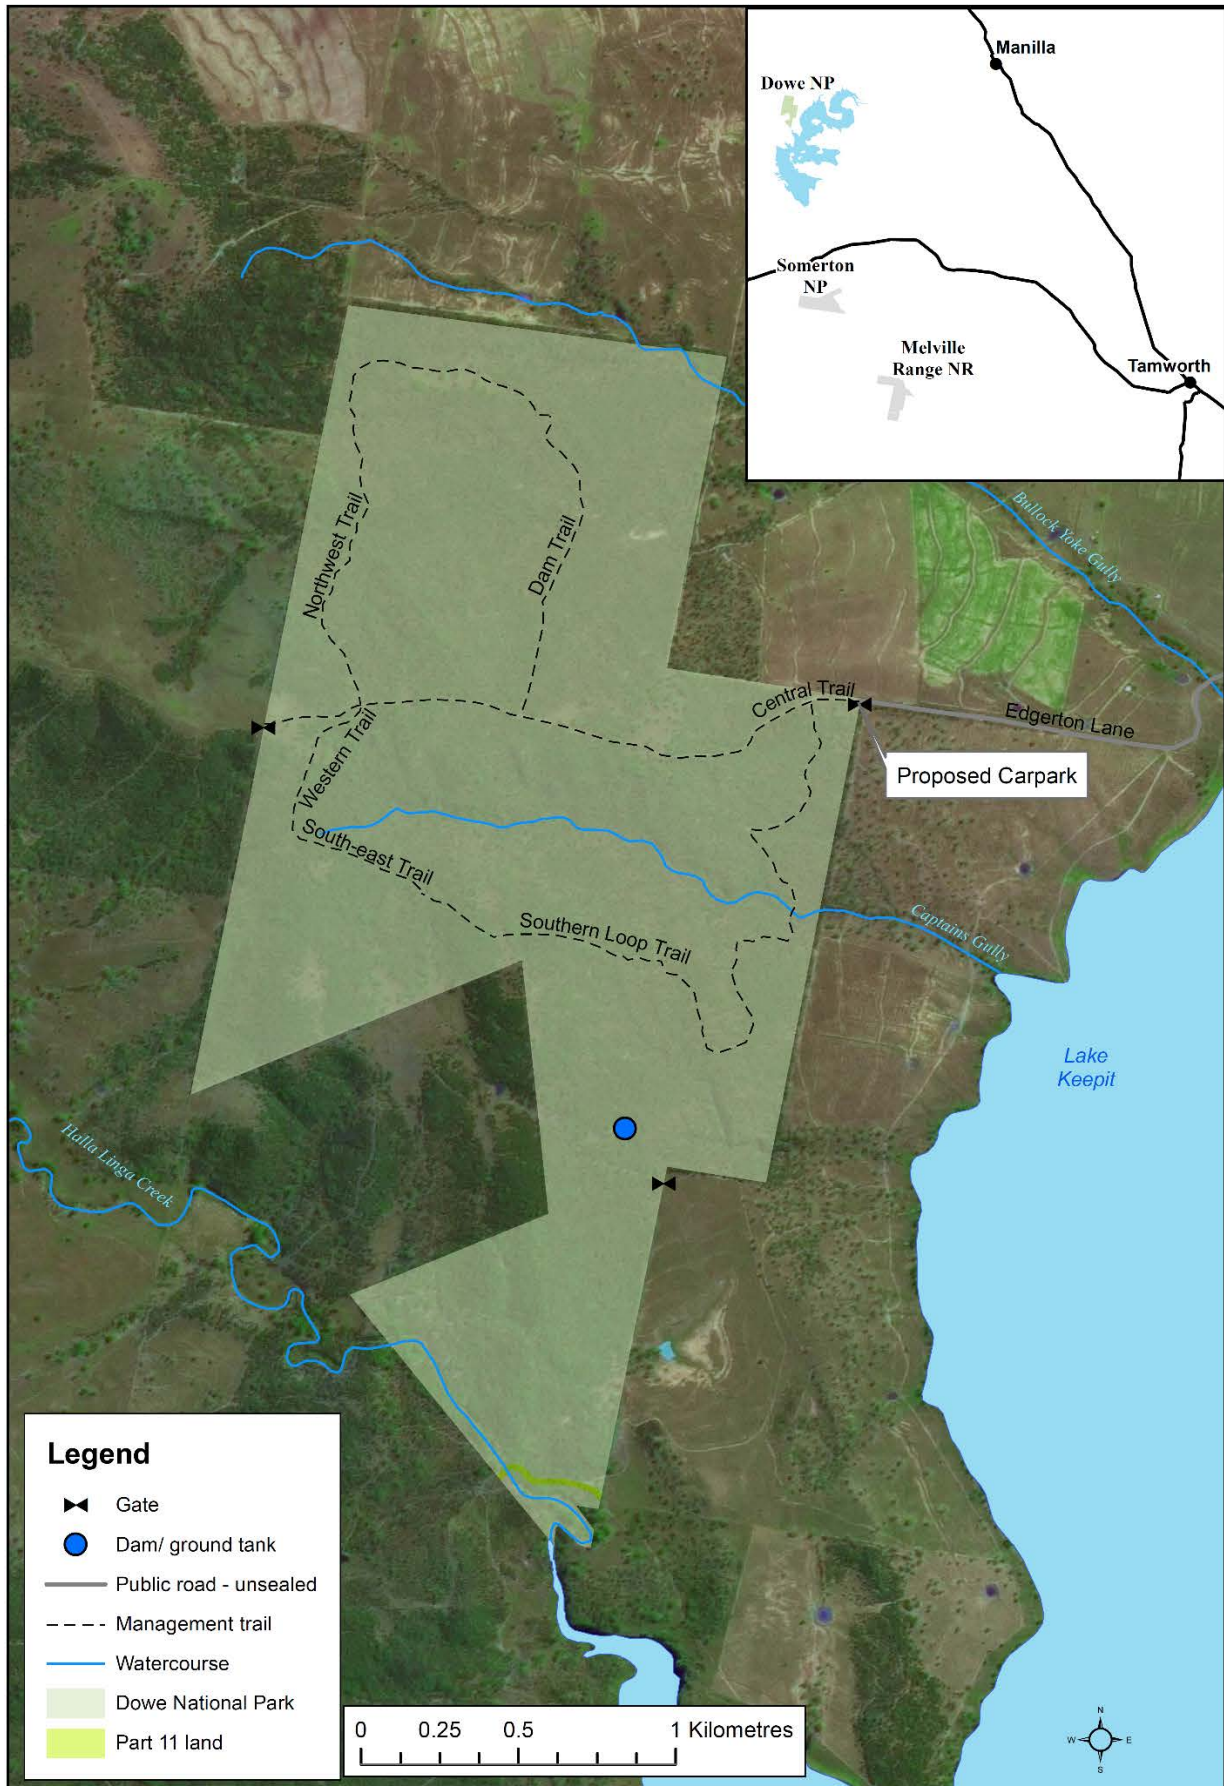 Manilla
Dowe NP
Somerton
NP
Melville
Range NR
Tamworth
Bullock Yoke Gully
Northwest Trail
Dam Trail
Central Trail
Edgerton Lane
Western Trail
Proposed Carpark
South-east Trail
Southern Loop Trail
Captains Gully
Lake
Keepit
Halla Linga Creek
Legend
Gate
Dam/ ground tank
Public road - unsealed
Management trail
Watercourse
Dowe National Park
Part 11 land
0 0.25 0.5 1 Kilometres
N
W E
S